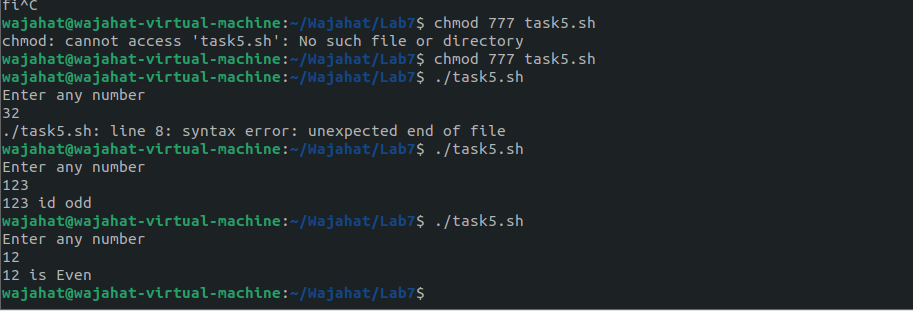 fi^C
wajahat@wajahat-virtual-machine:~/Wajahat/Lab7$ chmod 777 task5.sh
chmod: cannot access 'task5.sh': No such file or directory
wajahat@wajahat-virtual-machine:~/Wajahat/Lab7$ chmod 777 task5.sh
wajahat@wajahat-virtual-machine:~/Wajahat/Lab7$ ./task5.sh
Enter any number
32
./task5.sh: line 8: syntax error: unexpected end of file
wajahat@wajahat-virtual-machine:~/Wajahat/Lab7$ ./task5.sh
Enter any number
123
123 id odd
wajahat@wajahat-virtual-machine:~/Wajahat/Lab7$ ./task5.sh
Enter any number
12
12 is Even
wajahat@wajahat-virtual-machine:~/Wajahat/Lab7$